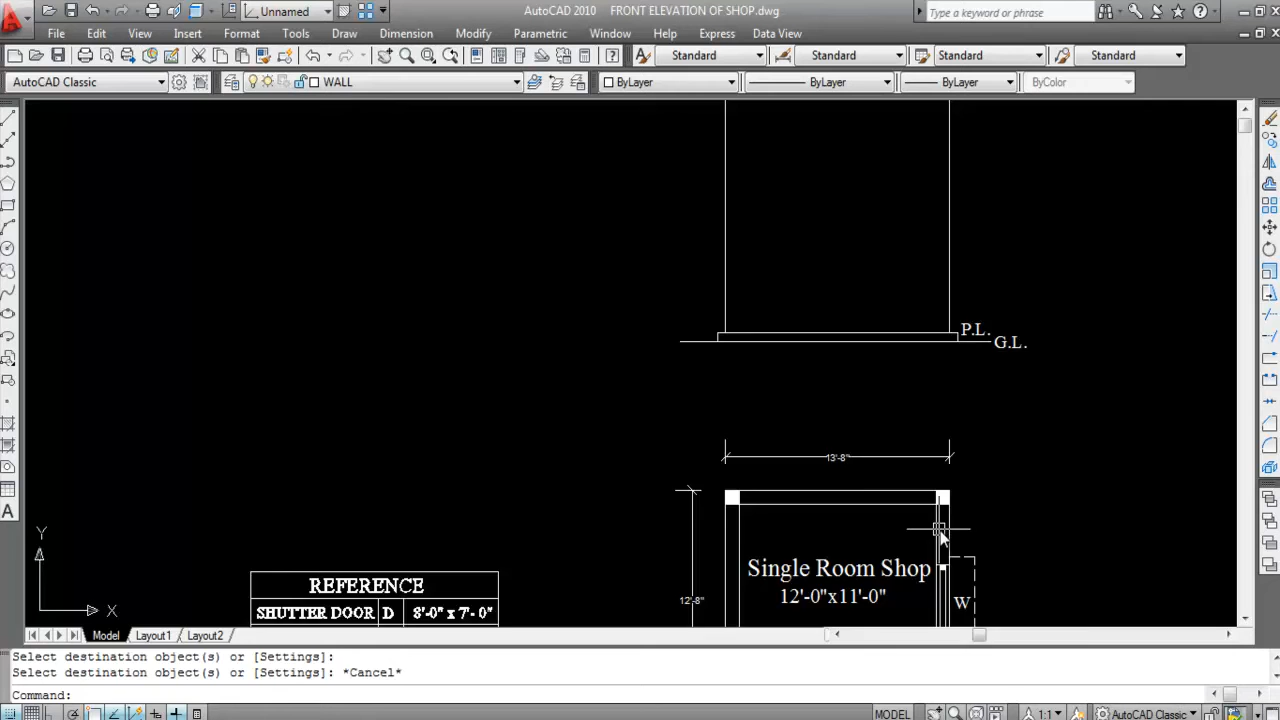 Unnamed
AutoCAD 2010 FRONT ELEVATION OF SHOP.dwg
Type a keyword or phrase
File Edit View Insert Format Tools Draw Dimension Modify Parametric Window Help Express Data View
Standard Standard Standard Standard
AutoCAD Classic WALL ByLayer ByLayer ByLayer ByColor
P.L.
G.L.
13'-8"
Single Room Shop
12'-0"x11'-0"
12'-8"
W
REFERENCE
SHUTTER DOOR D 8'-0" x 7'- 0"
Y
X
Model Layout1 Layout2
Select destination object(s) or [Settings]:
Select destination object(s) or [Settings]: *Cancel*
Command:
MODEL 1:1 AutoCAD Classic
A